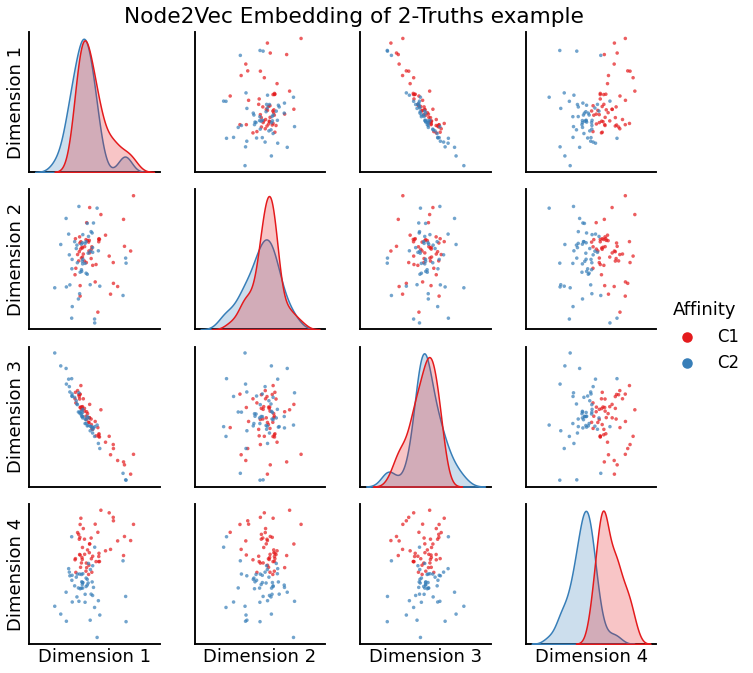 Node2Vec Embedding of 2-Truths example
Dimension 1
Dimension 2
Dimension 3
Dimension 4
Affinity
C1
C2
Dimension 1
Dimension 2
Dimension 3
Dimension 4